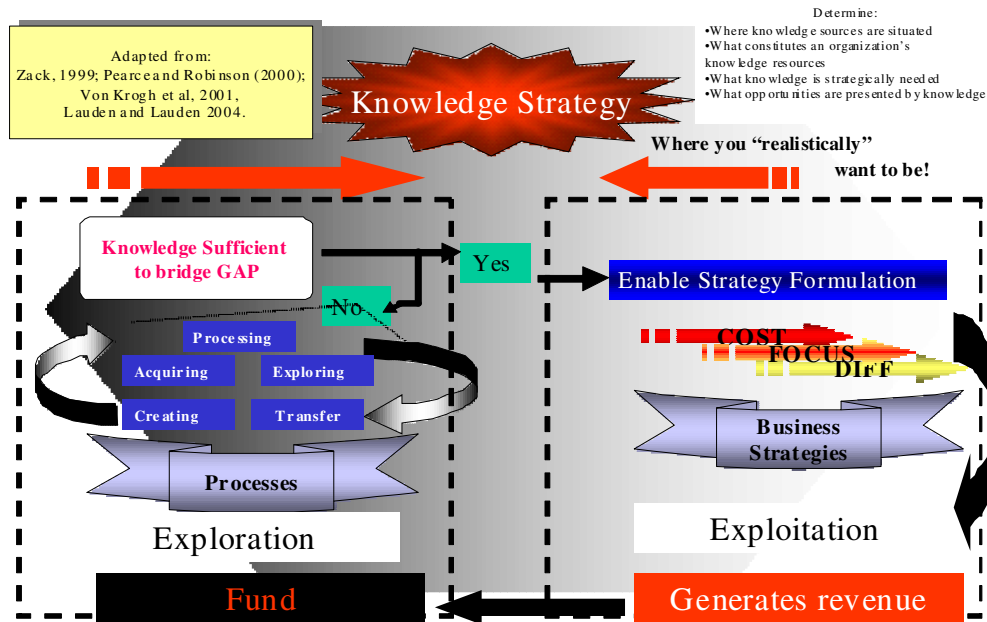 Adapted from:
Zack, 1999; Pearce and Robinson (2000);
Von Krogh et al, 2001,
Lauden and Lauden 2004.
Knowledge Strategy
Determine:
•Where knowledge sources are situated
•What constitutes an organization's
knowledge resources
•What knowledge is strategically needed
•What opportunities are presented by knowledge
Where you “realistically”
want to be!
Knowledge Sufficient
to bridge GAP
Yes
No
Processing
Acquiring
Exploring
Creating
Transfer
Processes
Exploration
Fund
Enable Strategy Formulation
COST
FOCUS
DIFF
Business
Strategies
Exploitation
Generates revenue